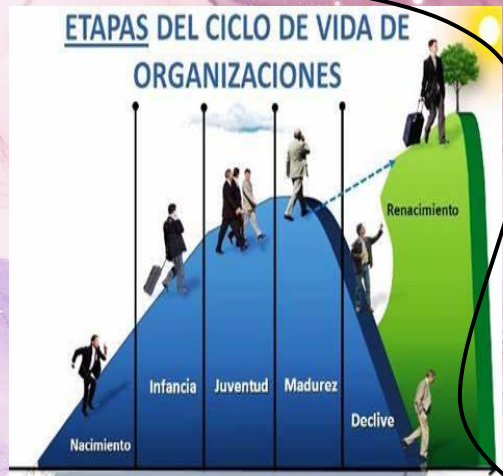 ETAPAS DEL CICLO DE VIDA DE
ORGANIZACIONES
Nacimiento
Infancia
Juventud
Madurez
Declive
Renacimiento